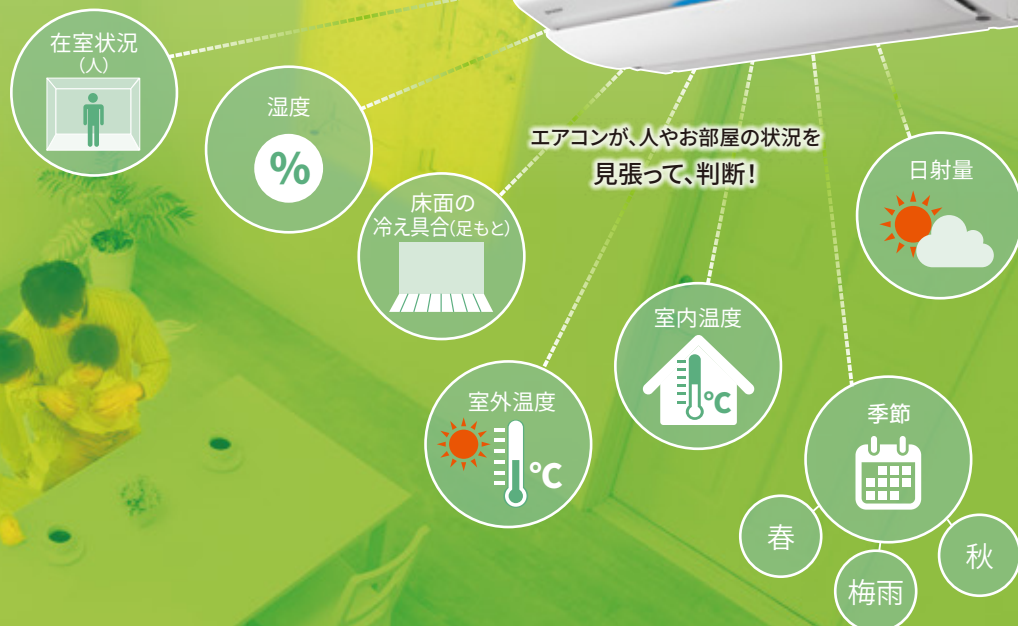 在室状況
（人）
湿度
%
床面の
冷え具合(足もと)
エアコンが、人やお部屋の状況を
見張って、判断！
日射量
室内温度
℃
室外温度
℃
季節
春
梅雨
秋